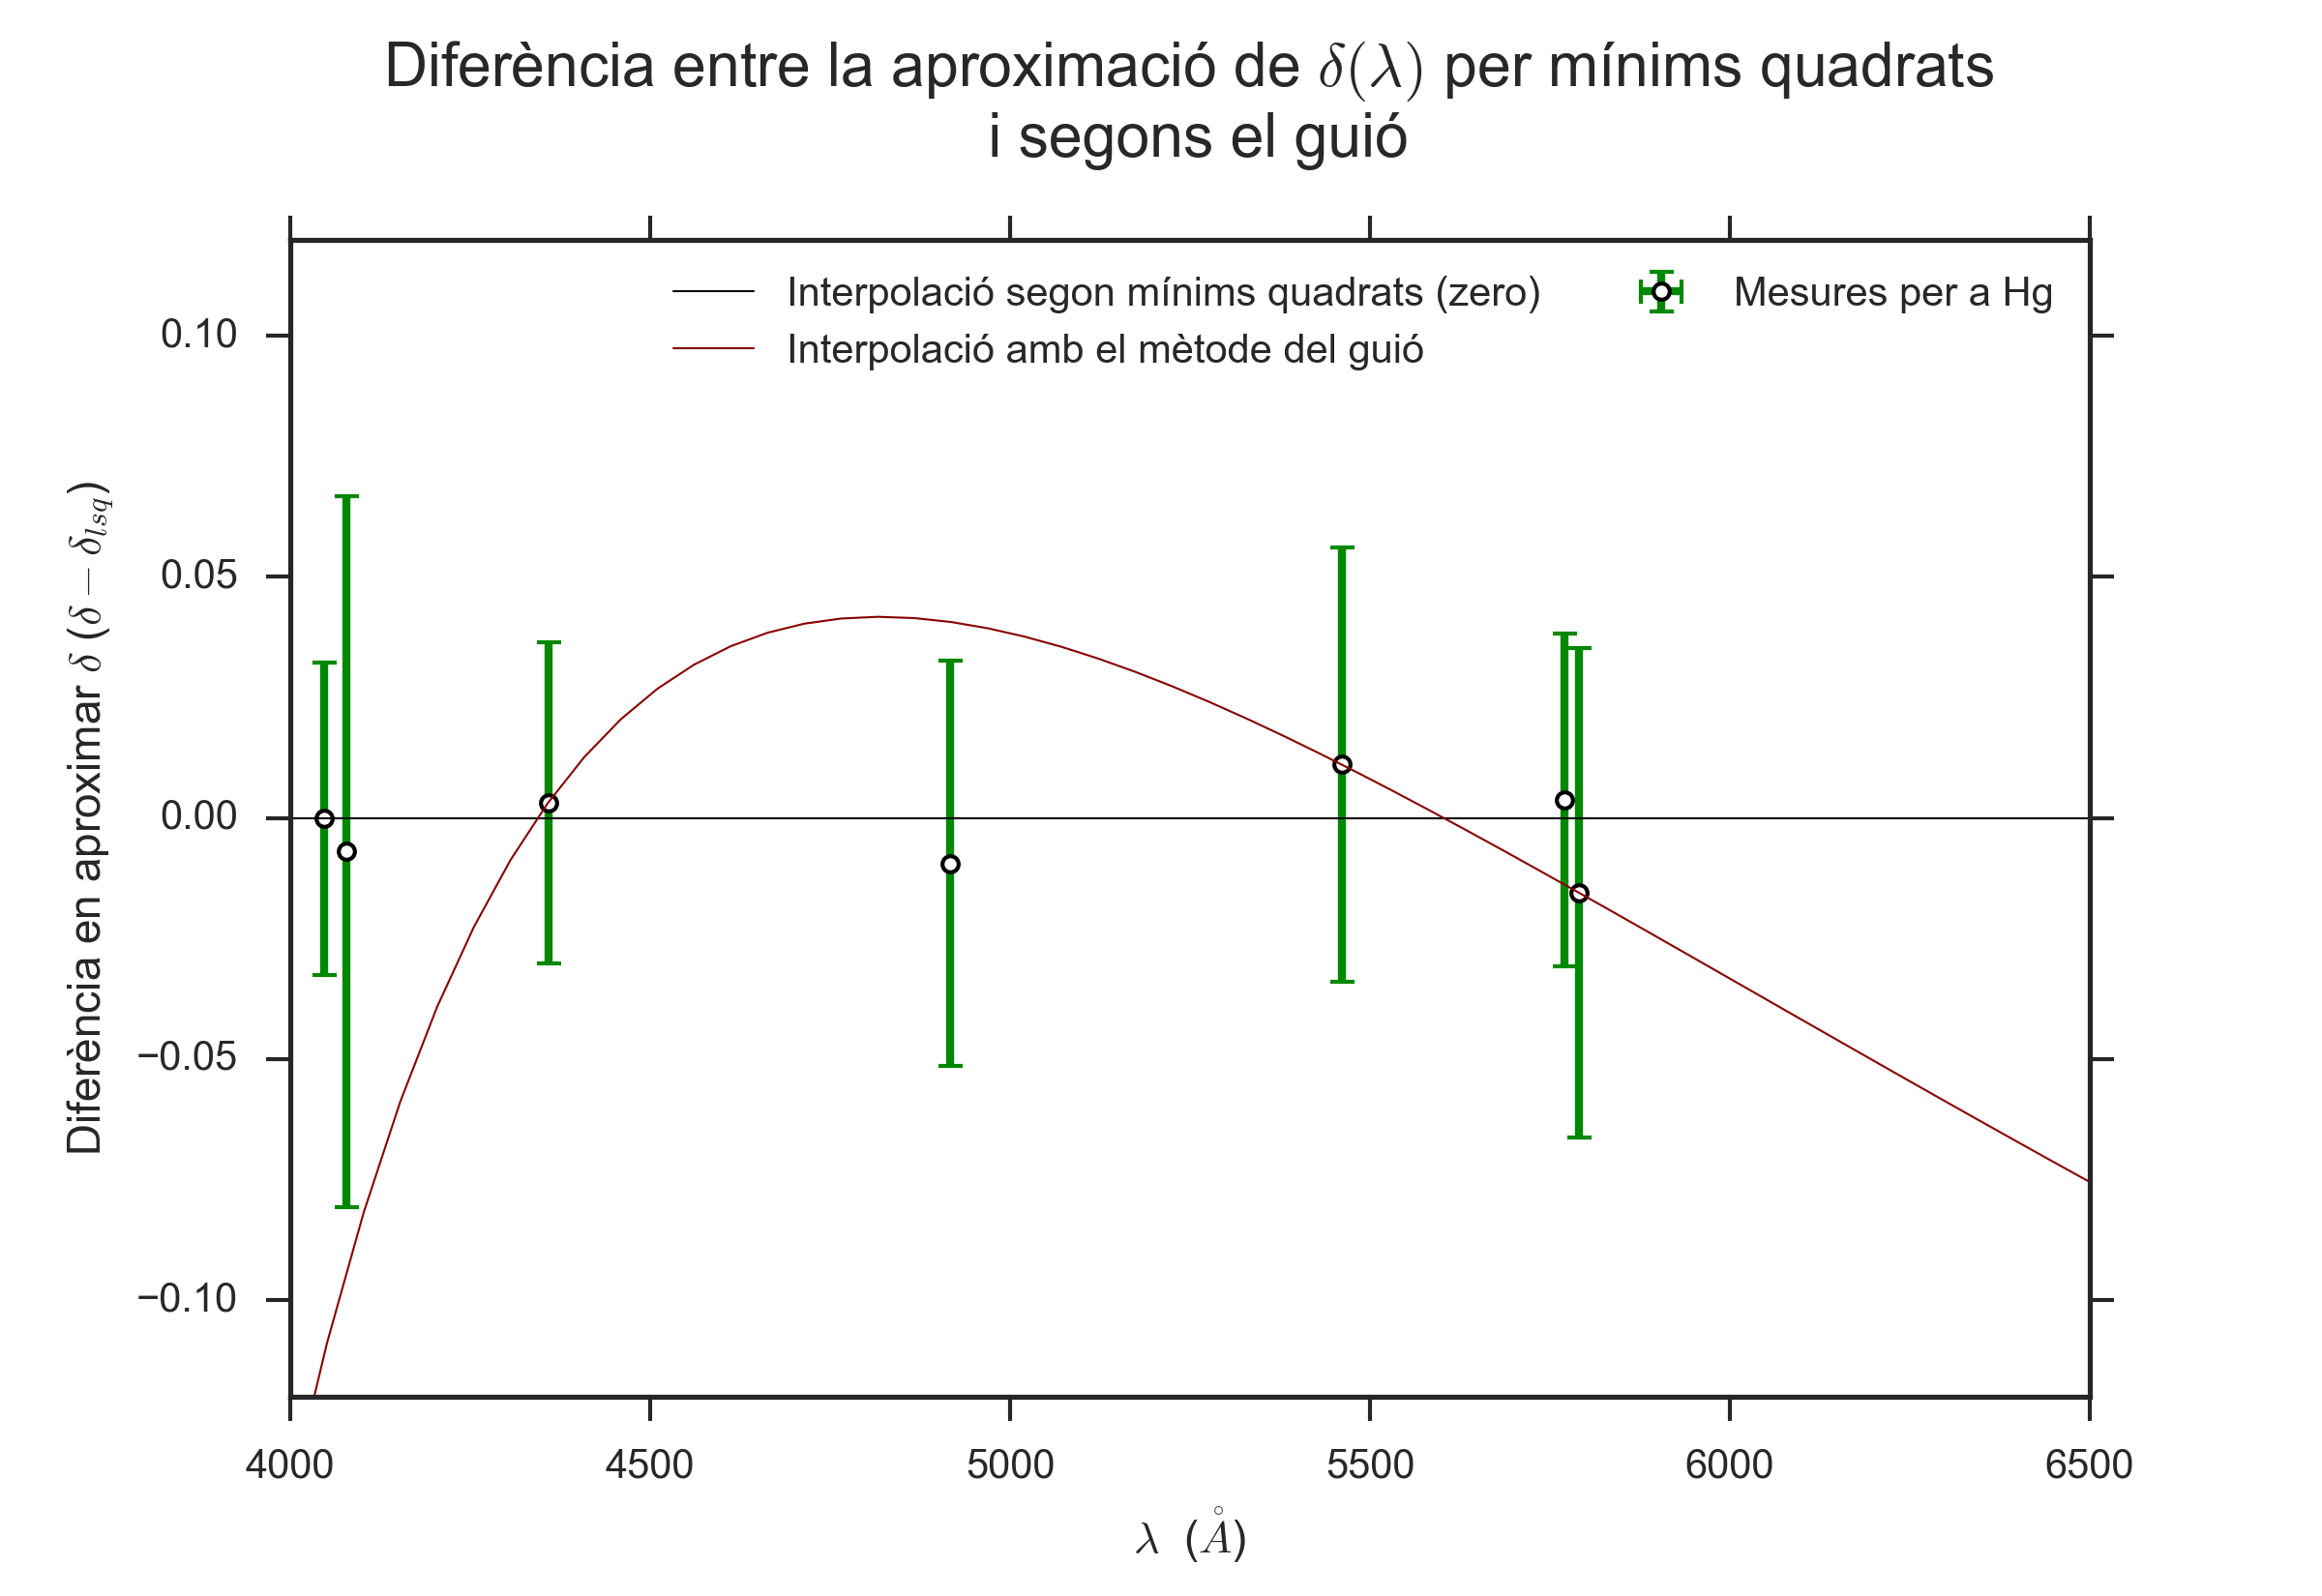 Diferència entre la aproximació de δ(λ) per mínims quadrats
i segons el guió
Interpolació segon mínims quadrats (zero)
Interpolació amb el mètode del guió
Mesures per a Hg
Diferència en aproximar δ (δ − δlsq)
0.10
0.05
0.00
−0.05
−0.10
4000 4500 5000 5500 6000 6500
λ (Å)